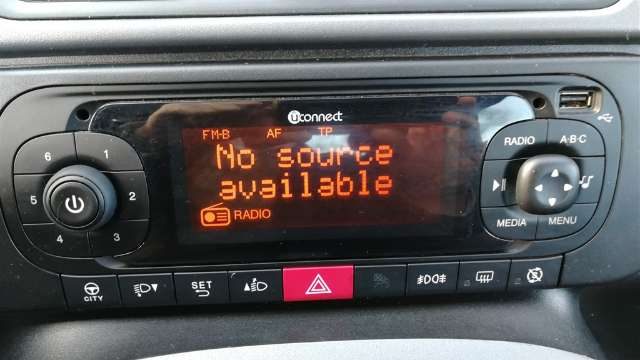 uconnect
FM-B AF TP
No source
available
RADIO
6 1
5 2
4 3
RADIO A·B·C
MEDIA MENU
CITY
SET